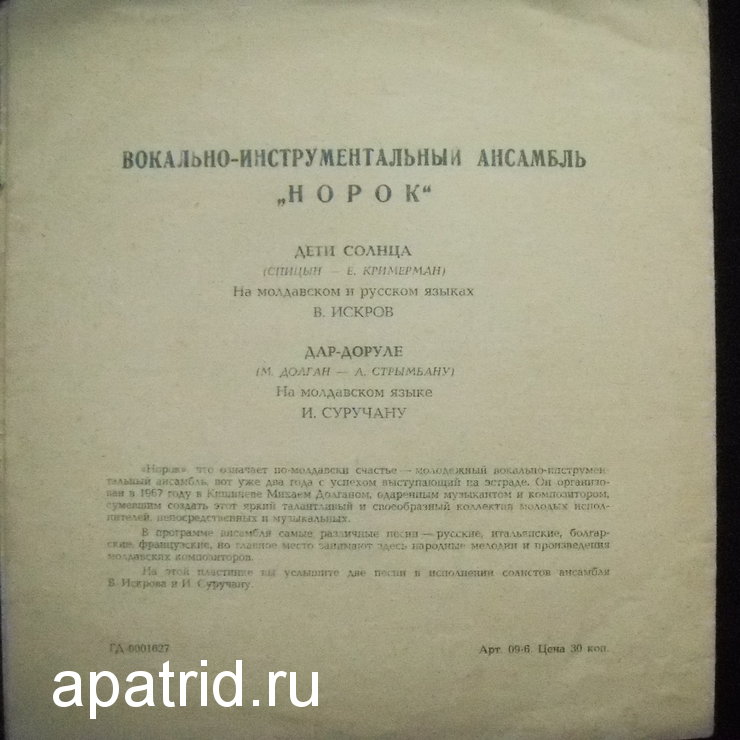 ВОКАЛЬНО-ИНСТРУМЕНТАЛЬНЫЙ АНСАМБЛЬ
„НОРОК“
ДЕТИ СОЛНЦА
(СПИЦЫН — Е. КРИМЕРМАН)
На молдавском и русском языках
В. ИСКРОВ
ДАР-ДОРУЛЕ
(М. ДОЛГАН — А. СТРЫМБАНУ)
На молдавском языке
И. СУРУЧАНУ
«Норок», что означает по-молдавски счастье — молодежный вокально-инструмен-
тальный ансамбль, вот уже два года с успехом выступающий на эстраде. Он организо-
ван в 1967 году в Кишиневе Михаем Долганом, одаренным музыкантом и композитором,
сумевшим создать этот яркий талантливый и своеобразный коллектив молодых испол-
нителей, непосредственных и музыкальных.
В программе ансамбля самые различные песни — русские, итальянские, болгар-
ские, французские, но главное место занимают здесь народные мелодии и произведения
молдавских композиторов.
На этой пластинке вы услышите две песни в исполнении солистов ансамбля
В. Искрова и И. Суручану.
ГД-0001627
Арт. 09-6. Цена 30 коп.
apatrid.ru